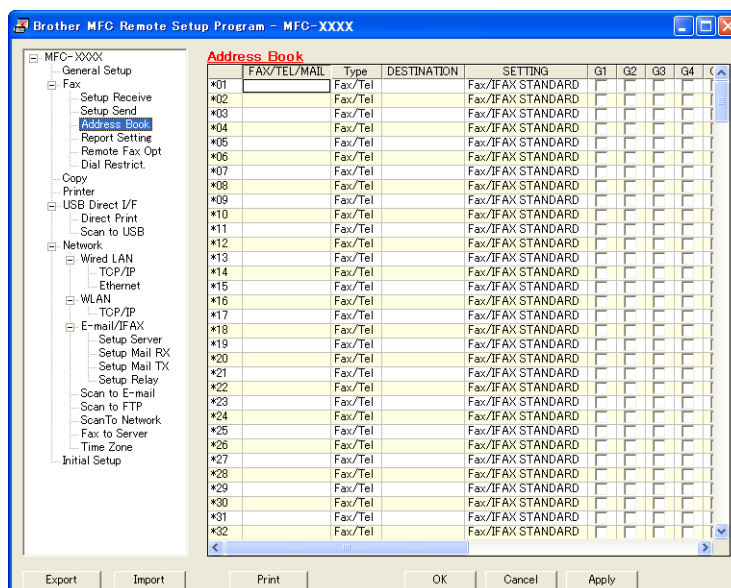 Brother MFC Remote Setup Program - MFC-XXXX
MFC-XXXX
General Setup
Fax
Setup Receive
Setup Send
Address Book
Report Setting
Remote Fax Opt
Dial Restrict.
Copy
Printer
USB Direct I/F
Direct Print
Scan to USB
Network
Wired LAN
TCP/IP
Ethernet
WLAN
TCP/IP
E-mail/IFAX
Setup Server
Setup Mail RX
Setup Mail TX
Setup Relay
Scan to E-mail
Scan to FTP
ScanTo Network
Fax to Server
Time Zone
Initial Setup
Address Book
FAX/TEL/MAIL Type DESTINATION SETTING G1 G2 G3 G4
*01 Fax/Tel Fax/IFAX STANDARD
*02 Fax/Tel Fax/IFAX STANDARD
*03 Fax/Tel Fax/IFAX STANDARD
*04 Fax/Tel Fax/IFAX STANDARD
*05 Fax/Tel Fax/IFAX STANDARD
*06 Fax/Tel Fax/IFAX STANDARD
*07 Fax/Tel Fax/IFAX STANDARD
*08 Fax/Tel Fax/IFAX STANDARD
*09 Fax/Tel Fax/IFAX STANDARD
*10 Fax/Tel Fax/IFAX STANDARD
*11 Fax/Tel Fax/IFAX STANDARD
*12 Fax/Tel Fax/IFAX STANDARD
*13 Fax/Tel Fax/IFAX STANDARD
*14 Fax/Tel Fax/IFAX STANDARD
*15 Fax/Tel Fax/IFAX STANDARD
*16 Fax/Tel Fax/IFAX STANDARD
*17 Fax/Tel Fax/IFAX STANDARD
*18 Fax/Tel Fax/IFAX STANDARD
*19 Fax/Tel Fax/IFAX STANDARD
*20 Fax/Tel Fax/IFAX STANDARD
*21 Fax/Tel Fax/IFAX STANDARD
*22 Fax/Tel Fax/IFAX STANDARD
*23 Fax/Tel Fax/IFAX STANDARD
*24 Fax/Tel Fax/IFAX STANDARD
*25 Fax/Tel Fax/IFAX STANDARD
*26 Fax/Tel Fax/IFAX STANDARD
*27 Fax/Tel Fax/IFAX STANDARD
*28 Fax/Tel Fax/IFAX STANDARD
*29 Fax/Tel Fax/IFAX STANDARD
*30 Fax/Tel Fax/IFAX STANDARD
*31 Fax/Tel Fax/IFAX STANDARD
*32 Fax/Tel Fax/IFAX STANDARD
Export Import Print OK Cancel Apply